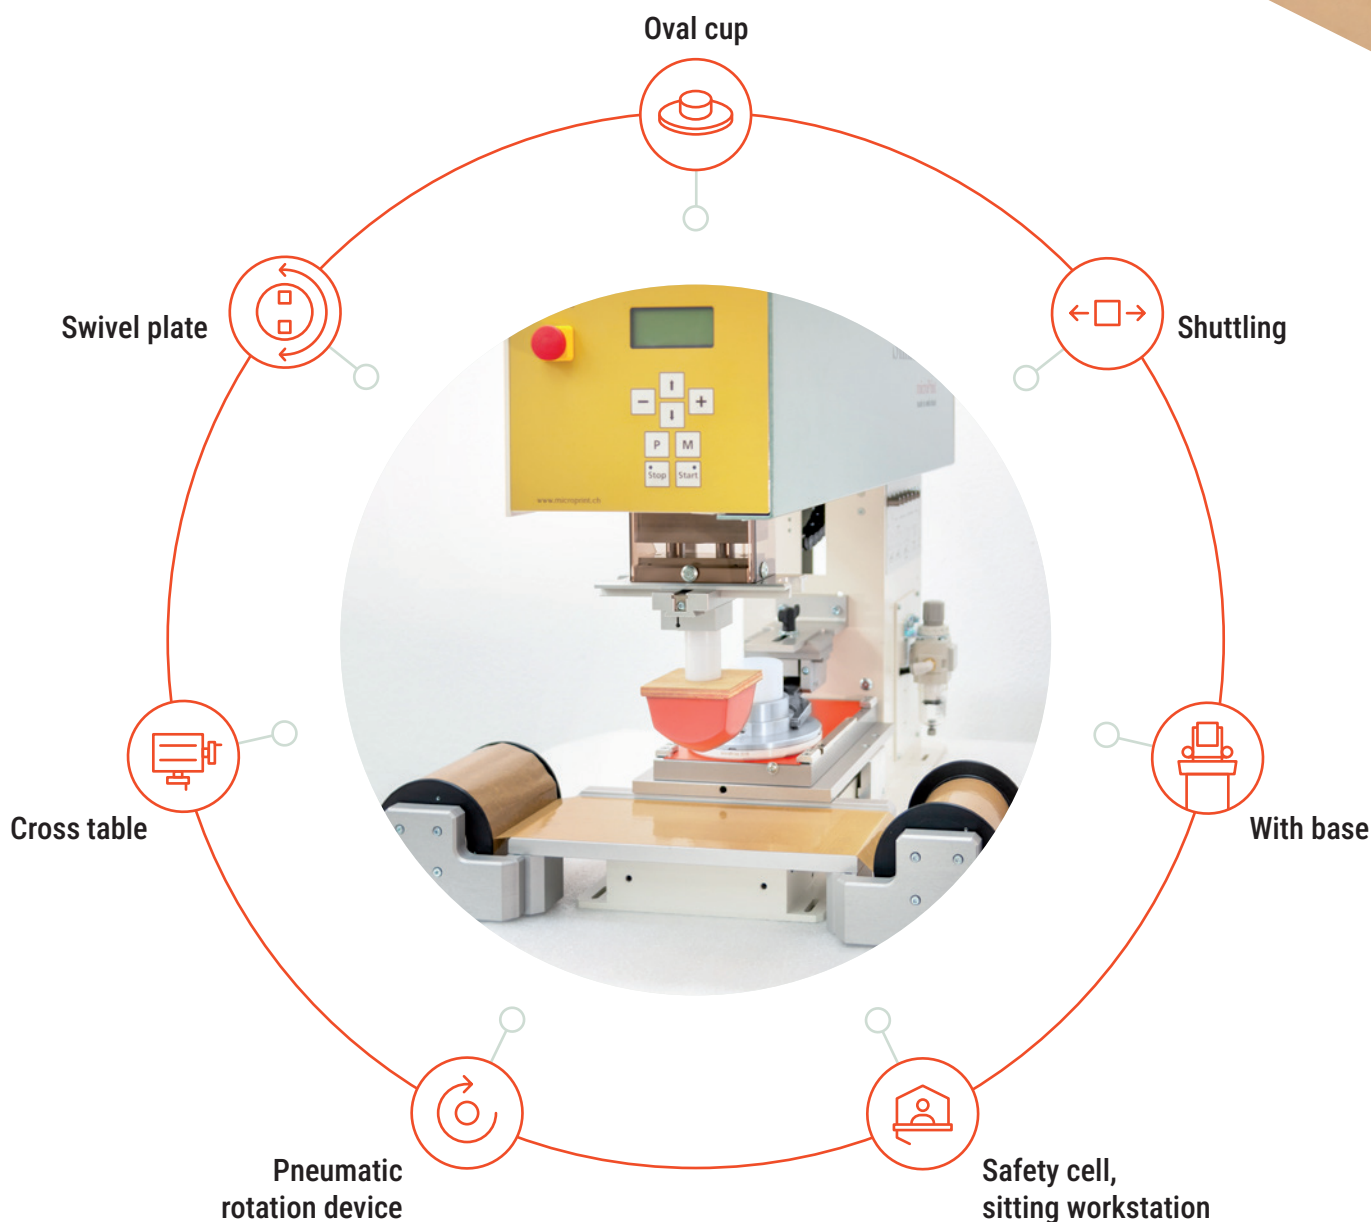 Oval cup
Swivel plate
Shuttling
−
+
P
M
Stop
Start
www.microprint.ch
Cross table
With base
Pneumatic
rotation device
Safety cell,
sitting workstation